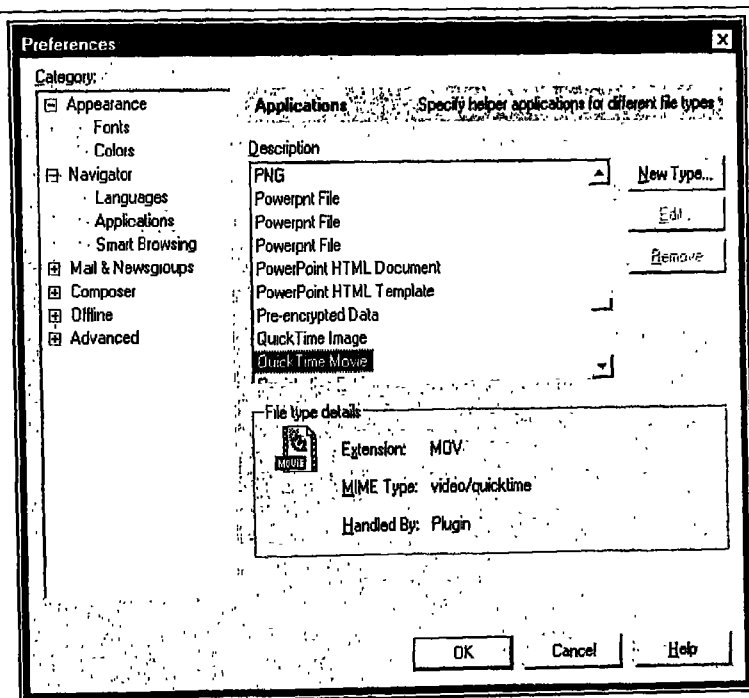 Preferences
Category:
Appearance
Fonts
Colors
Navigator
Languages
Applications
Smart Browsing
Mail & Newsgroups
Composer
Offline
Advanced
Applications Specify helper applications for different file types
Description
PNG
Powerpnt File
Powerpnt File
Powerpnt File
PowerPoint HTML Document
PowerPoint HTML Template
Pre-encrypted Data
QuickTime Image
QuickTime Movie
New Type...
Edit...
Remove
File type details
MOVIE
Extension: MOV
MIME Type: video/quicktime
Handled By: Plugin
OK Cancel Help